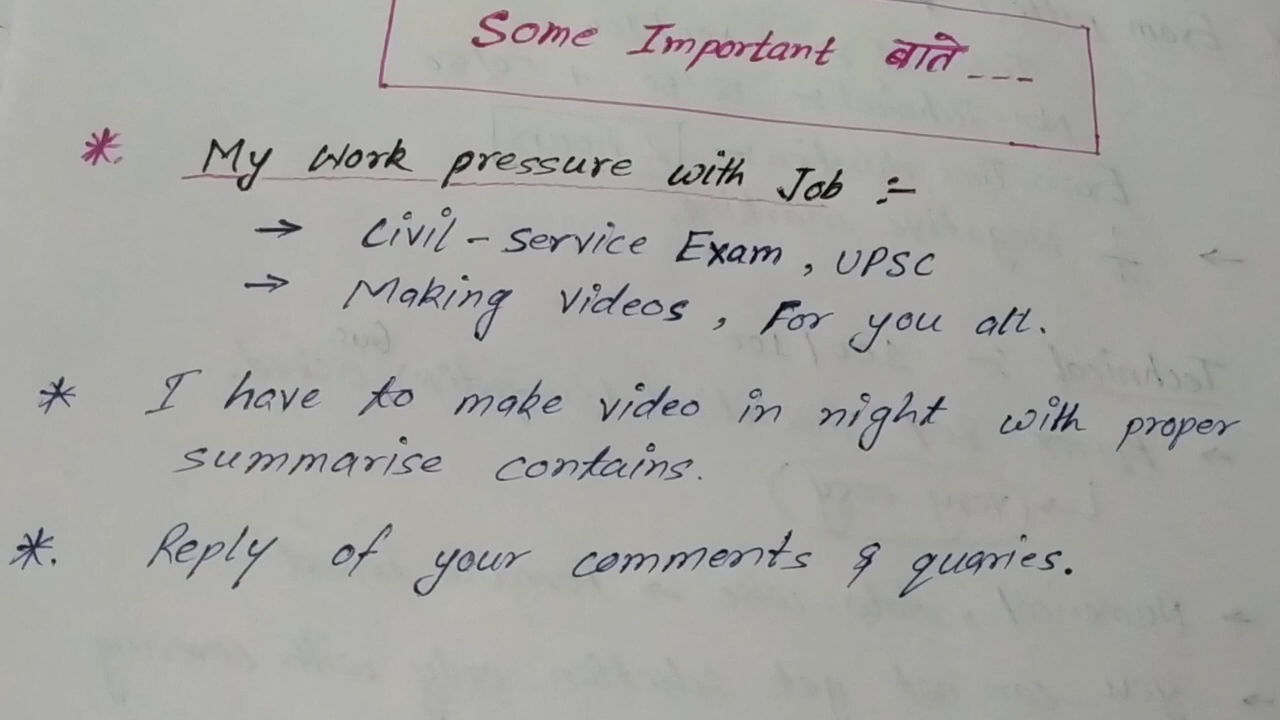 Some Important बाते---
*. My work pressure with Job :-
→ Civil-service Exam, UPSC
→ Making videos, For you all.
* I have to make video in night with proper
summarise contains.
*. Reply of your comments & quaries.